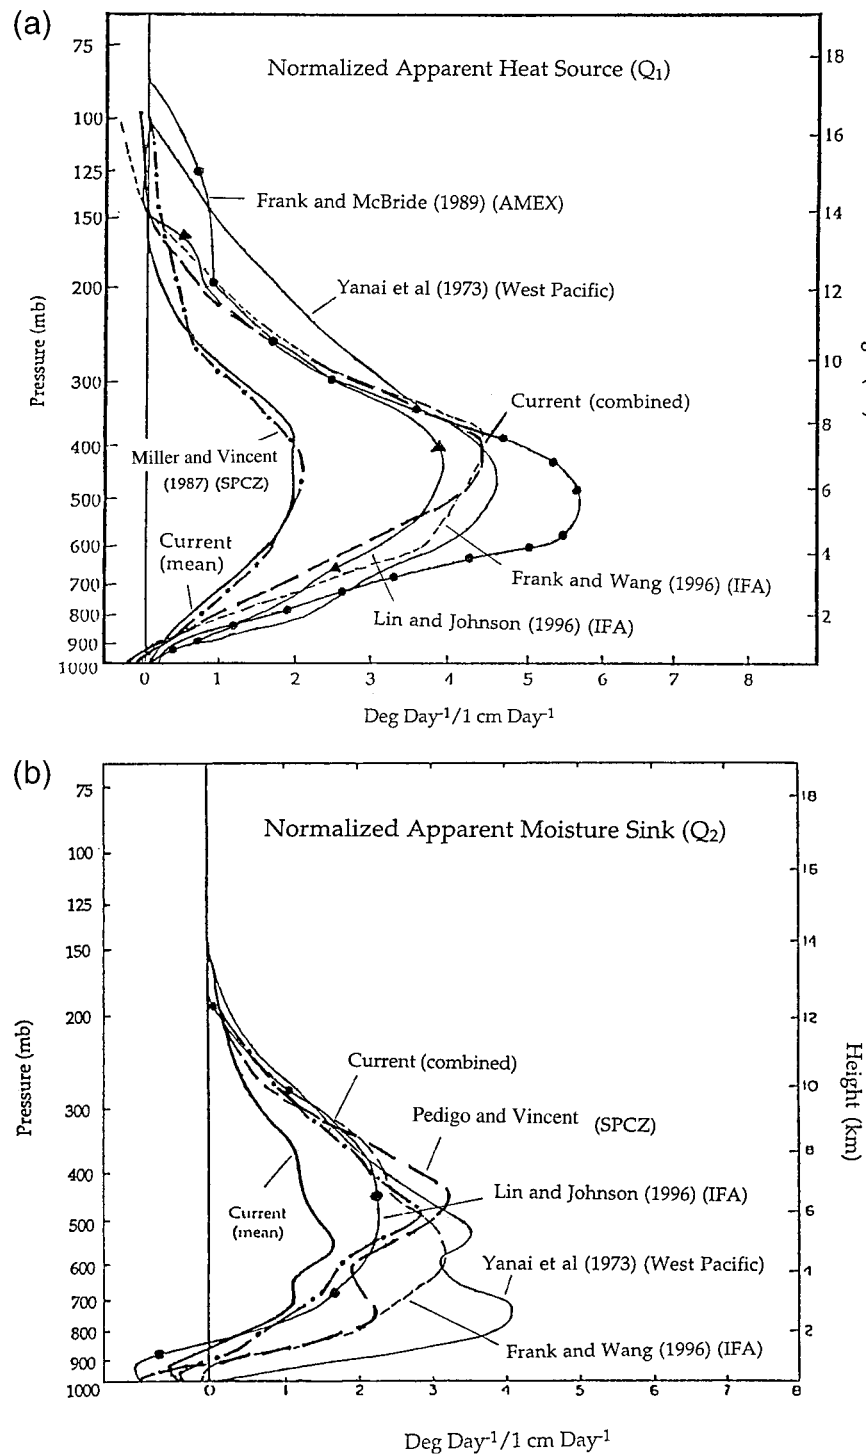 (a)
Normalized Apparent Heat Source (Q1)
75
100
125
150
200
300
400
500
600
700
800
900
1000
Pressure (mb)
18
16
14
12
10
8
6
4
2
Frank and McBride (1989) (AMEX)
Yanai et al (1973) (West Pacific)
Current (combined)
Miller and Vincent
(1987) (SPCZ)
Current
(mean)
Frank and Wang (1996) (IFA)
Lin and Johnson (1996) (IFA)
0 1 2 3 4 5 6 7 8
Deg Day-1/1 cm Day-1
(b)
Normalized Apparent Moisture Sink (Q2)
75
100
125
150
200
300
400
500
600
700
800
900
1000
Pressure (mb)
18
16
14
12
10
8
6
4
2
Height (km)
Current (combined)
Pedigo and Vincent (SPCZ)
Lin and Johnson (1996) (IFA)
Current
(mean)
Yanai et al (1973) (West Pacific)
Frank and Wang (1996) (IFA)
0 1 2 3 4 5 6 7 8
Deg Day-1/1 cm Day-1